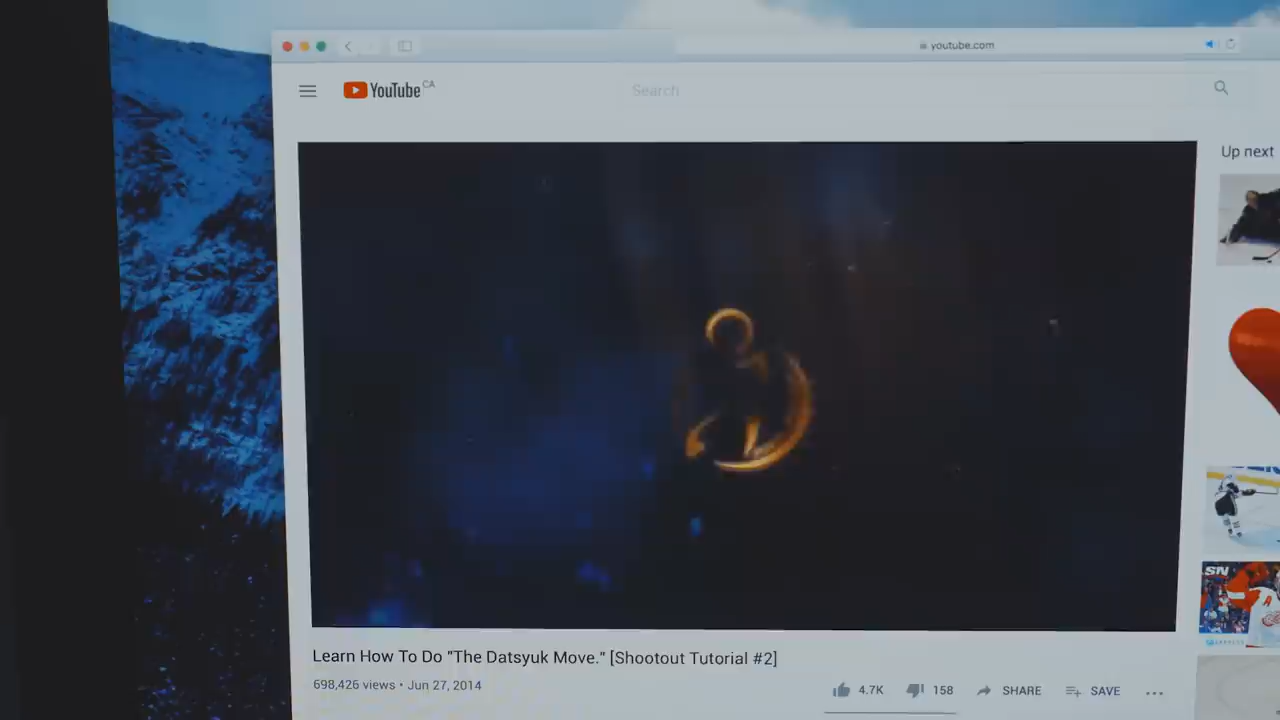 youtube.com
YouTube CA
Search
Up next
SN
Learn How To Do "The Datsyuk Move." [Shootout Tutorial #2]
698,426 views • Jun 27, 2014
4.7K 158 SHARE SAVE